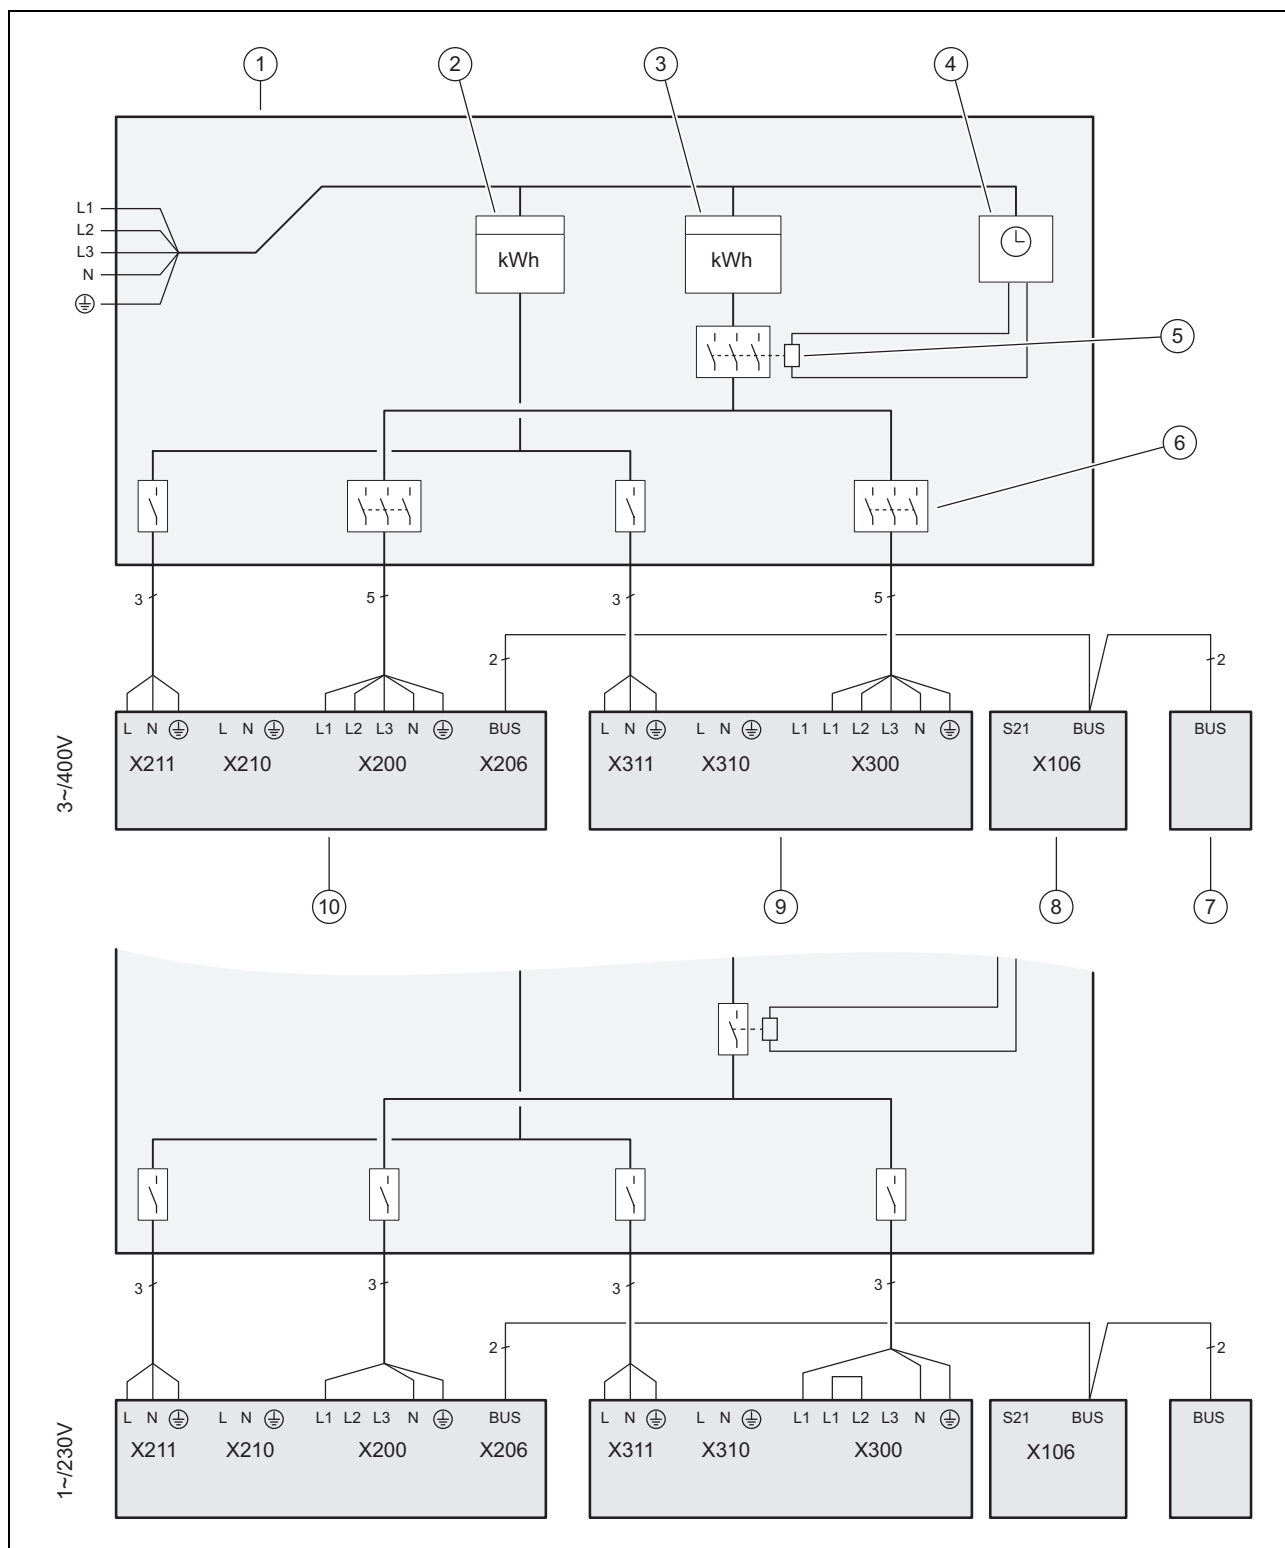 1 2 3 4
L1
L2
L3
N
kWh kWh
5
6
3 5 3 5
2 2
L N L N L1 L2 L3 N BUS L N L N L1 L1 L2 L3 N S21 BUS BUS
X211 X210 X200 X206 X311 X310 X300 X106
3~/400V
10 9 8 7
3 3 3 3
2 2
L N L N L1 L2 L3 N BUS L N L N L1 L1 L2 L3 N S21 BUS BUS
X211 X210 X200 X206 X311 X310 X300 X106
1~/230V